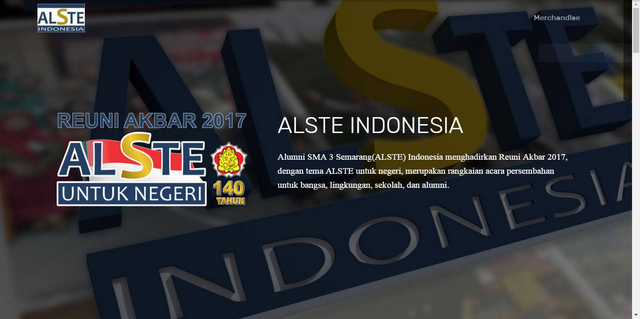 ALSTE
INDONESIA
Merchandise
REUNI AKBAR 2017
ALSTE
UNTUK NEGERI
140
TAHUN
ALSTE INDONESIA
Alumni SMA 3 Semarang(ALSTE) Indonesia menghadirkan Reuni Akbar 2017,
dengan tema ALSTE untuk negeri, merupakan rangkaian acara persembahan
untuk bangsa, lingkungan, sekolah, dan alumni.
ALSTE
INDONESIA